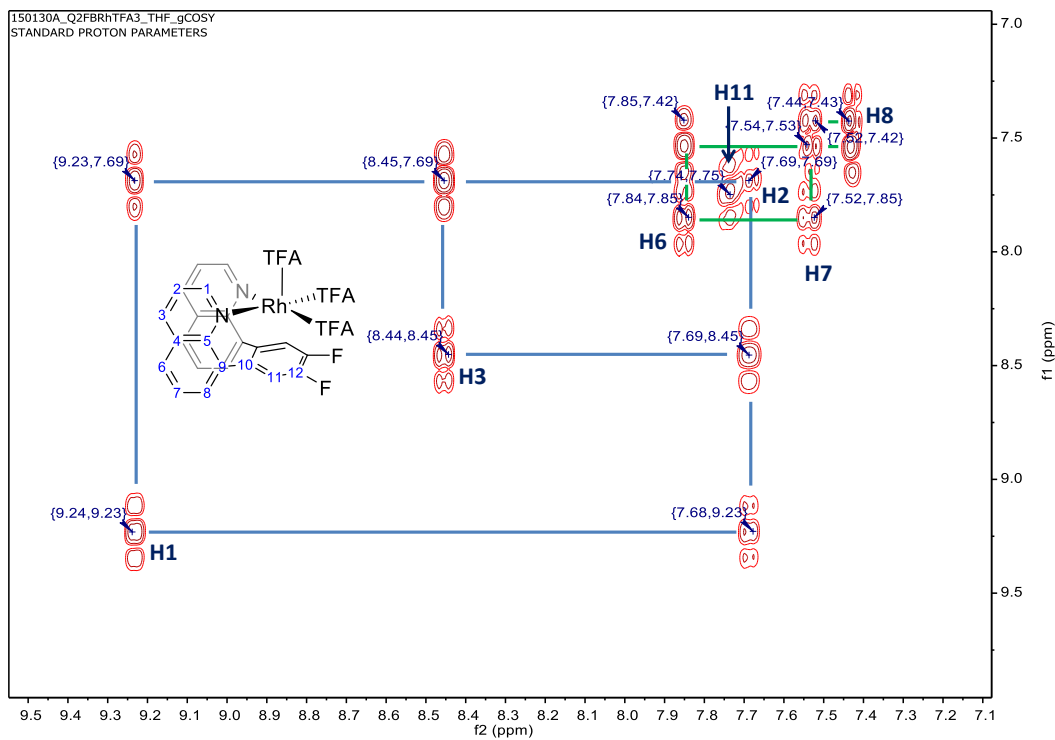 150130A_Q2FBRhTFA3_THF_gCOSY
STANDARD PROTON PARAMETERS
7.0
H11
{7.85,7.42}
{7.44,7.43}
H8
{7.54,7.53}
{7.52,7.42}
7.5
{9.23,7.69}
{8.45,7.69}
{7.74,7.75}
{7.69,7.69}
H2
{7.84,7.85}
{7.52,7.85}
H6
H7
8.0
TFA
2
1
N
Rh
TFA
3
N
TFA
4
5
6
9
10
F
7
8
11
12
F
{8.44,8.45}
{7.69,8.45}
H3
8.5
f1 (ppm)
9.0
{9.24,9.23}
{7.68,9.23}
H1
9.5
9.5 9.4 9.3 9.2 9.1 9.0 8.9 8.8 8.7 8.6 8.5 8.4 8.3 8.2 8.1 8.0 7.9 7.8 7.7 7.6 7.5 7.4 7.3 7.2 7.1
f2 (ppm)